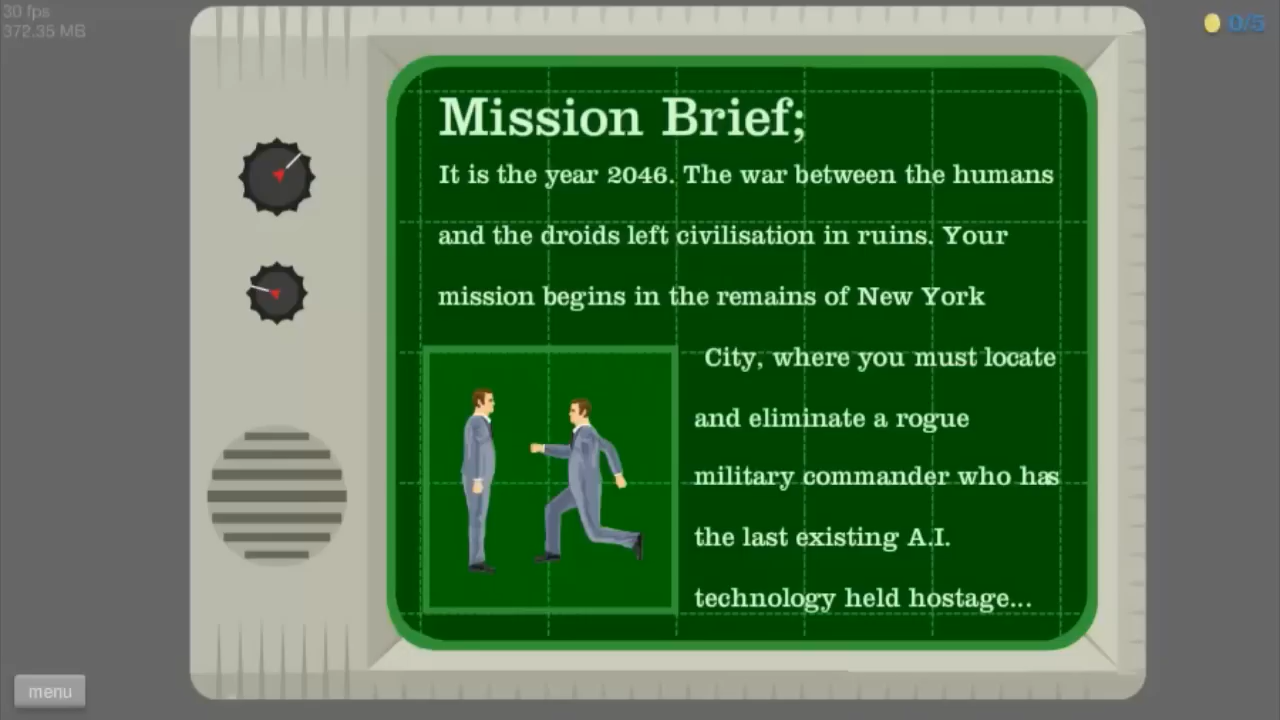 30 fps
372.35 MB
0/5
Mission Brief;
It is the year 2046. The war between the humans
and the droids left civilisation in ruins. Your
mission begins in the remains of New York
City, where you must locate
and eliminate a rogue
military commander who has
the last existing A.I.
technology held hostage...
menu